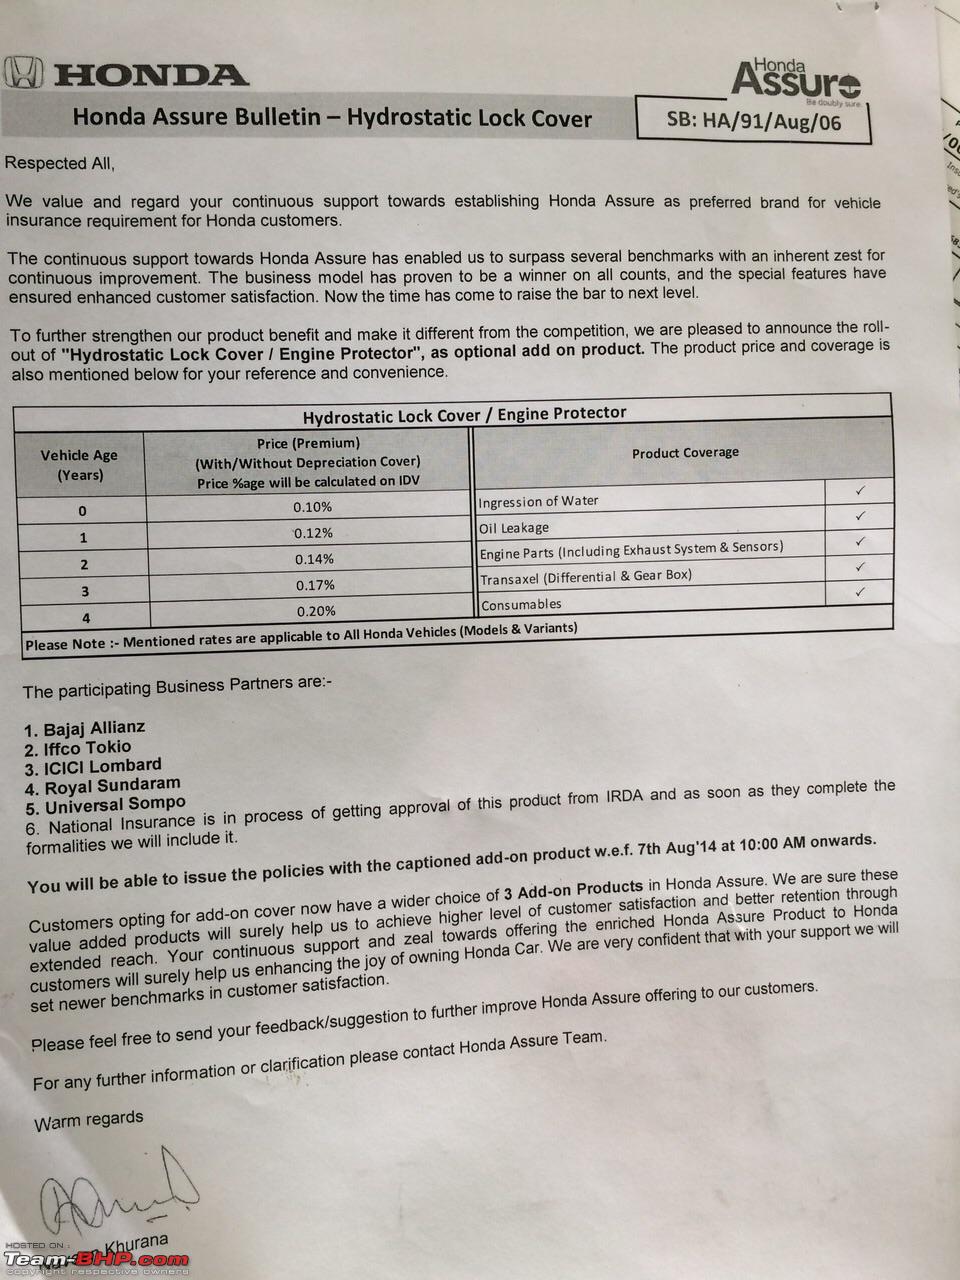 HONDA
Honda
Assure
Be doubly sure.
Honda Assure Bulletin – Hydrostatic Lock Cover
SB: HA/91/Aug/06
Respected All,
We value and regard your continuous support towards establishing Honda Assure as preferred brand for vehicle
insurance requirement for Honda customers.
The continuous support towards Honda Assure has enabled us to surpass several benchmarks with an inherent zest for
continuous improvement. The business model has proven to be a winner on all counts, and the special features have
ensured enhanced customer satisfaction. Now the time has come to raise the bar to next level.
To further strengthen our product benefit and make it different from the competition, we are pleased to announce the roll-
out of "Hydrostatic Lock Cover / Engine Protector", as optional add on product. The product price and coverage is
also mentioned below for your reference and convenience.
Hydrostatic Lock Cover / Engine Protector
Vehicle Age
(Years)
Price (Premium)
(With/Without Depreciation Cover)
Price %age will be calculated on IDV
Product Coverage
0 0.10%
1 0.12%
2 0.14%
3 0.17%
4 0.20%
Ingression of Water ✓
Oil Leakage ✓
Engine Parts (Including Exhaust System & Sensors) ✓
Transaxel (Differential & Gear Box) ✓
Consumables ✓
Please Note :- Mentioned rates are applicable to All Honda Vehicles (Models & Variants)
The participating Business Partners are:-
1. Bajaj Allianz
2. Iffco Tokio
3. ICICI Lombard
4. Royal Sundaram
5. Universal Sompo
6. National Insurance is in process of getting approval of this product from IRDA and as soon as they complete the
formalities we will include it.
You will be able to issue the policies with the captioned add-on product w.e.f. 7th Aug'14 at 10:00 AM onwards.
Customers opting for add-on cover now have a wider choice of 3 Add-on Products in Honda Assure. We are sure these
value added products will surely help us to achieve higher level of customer satisfaction and better retention through
extended reach. Your continuous support and zeal towards offering the enriched Honda Assure Product to Honda
customers will surely help us enhancing the joy of owning Honda Car. We are very confident that with your support we will
set newer benchmarks in customer satisfaction.
Please feel free to send your feedback/suggestion to further improve Honda Assure offering to our customers.
For any further information or clarification please contact Honda Assure Team.
Warm regards
Khurana
HOSTED ON :
Team-BHP.com
copyright respective owners